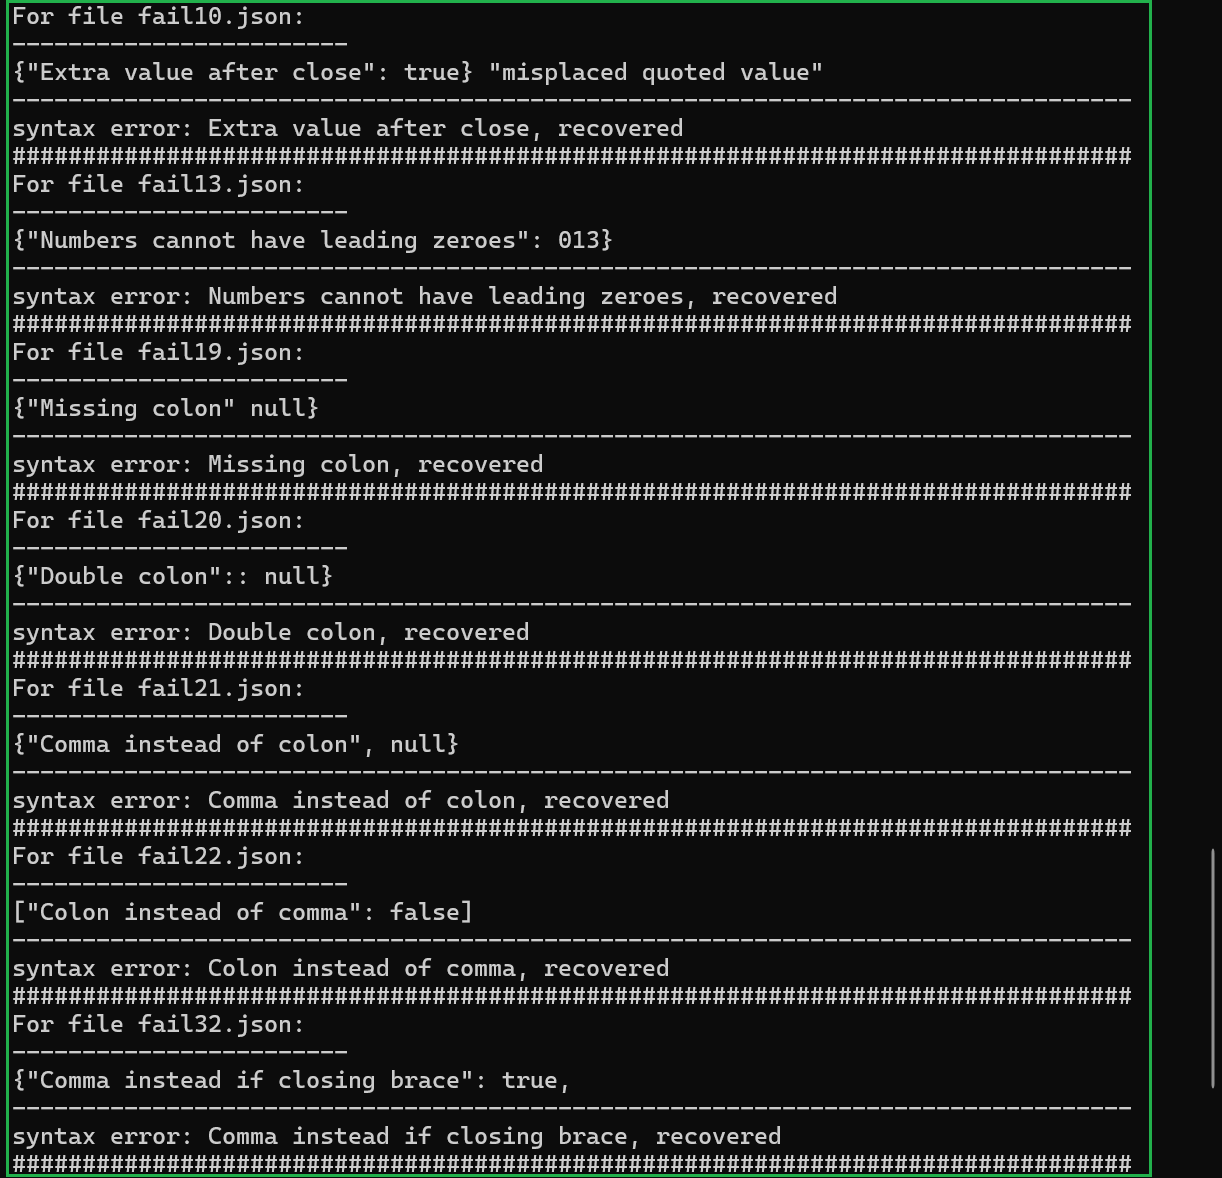 For file fail10.json:
------------------------
{"Extra value after close": true} "misplaced quoted value"
--------------------------------------------------------------------------------
syntax error: Extra value after close, recovered
################################################################################
For file fail13.json:
------------------------
{"Numbers cannot have leading zeroes": 013}
--------------------------------------------------------------------------------
syntax error: Numbers cannot have leading zeroes, recovered
################################################################################
For file fail19.json:
------------------------
{"Missing colon" null}
--------------------------------------------------------------------------------
syntax error: Missing colon, recovered
################################################################################
For file fail20.json:
------------------------
{"Double colon":: null}
--------------------------------------------------------------------------------
syntax error: Double colon, recovered
################################################################################
For file fail21.json:
------------------------
{"Comma instead of colon", null}
--------------------------------------------------------------------------------
syntax error: Comma instead of colon, recovered
################################################################################
For file fail22.json:
------------------------
["Colon instead of comma": false]
--------------------------------------------------------------------------------
syntax error: Colon instead of comma, recovered
################################################################################
For file fail32.json:
------------------------
{"Comma instead if closing brace": true,
--------------------------------------------------------------------------------
syntax error: Comma instead if closing brace, recovered
################################################################################